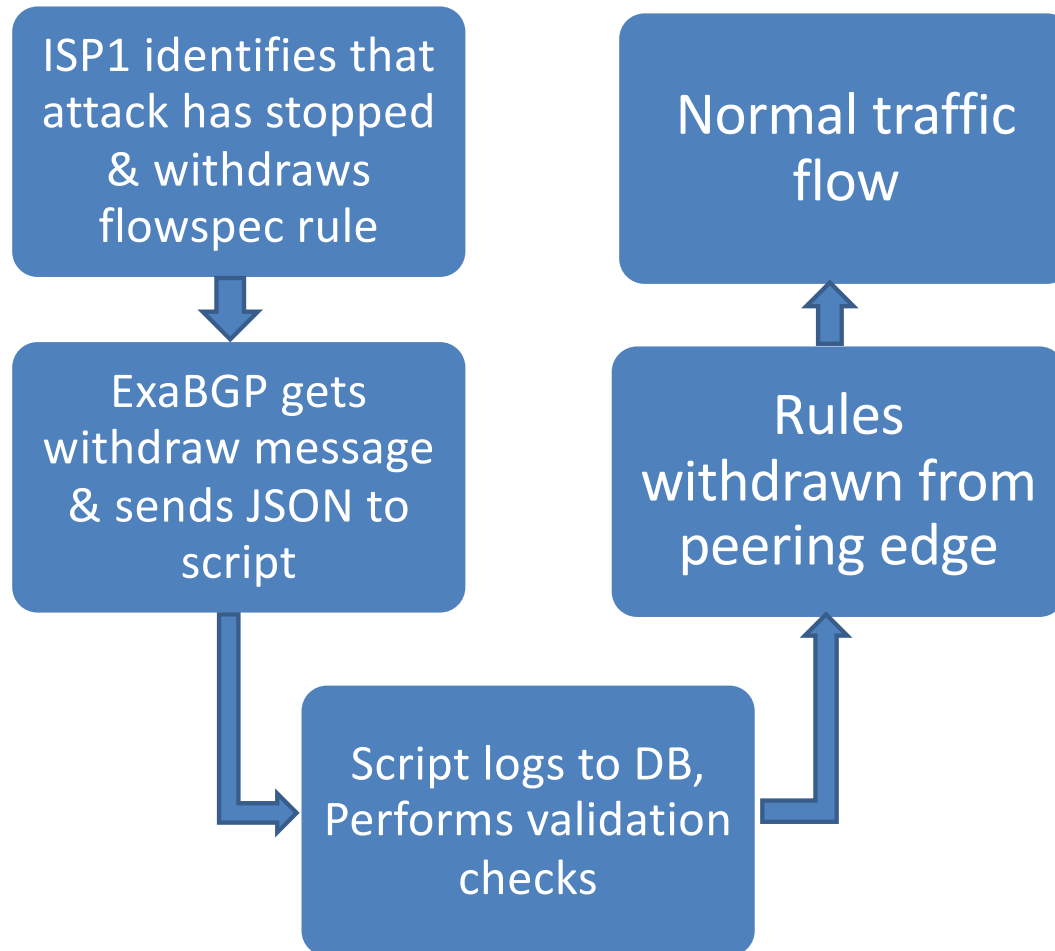 ISP1 identifies that
attack has stopped
& withdraws
flowspec rule
ExaBGP gets
withdraw message
& sends JSON to
script
Script logs to DB,
Performs validation
checks
Rules
withdrawn from
peering edge
Normal traffic
flow